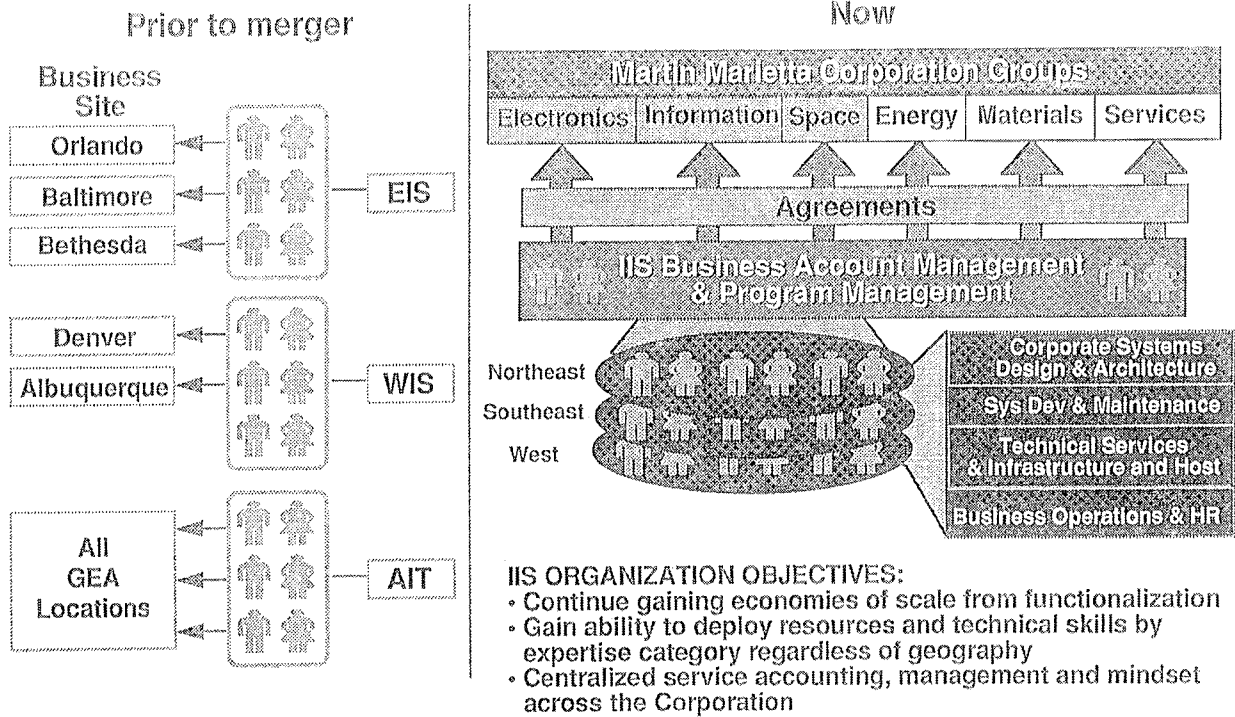 Prior to merger
Business
Site
Orlando
Baltimore
Bethesda
EIS
Denver
Albuquerque
WIS
All
GEA
Locations
AIT
Now
Martin Marietta Corporation Groups
Electronics
Information
Space
Energy
Materials
Services
Agreements
IIS Business Account Management
& Program Management
Northeast
Southeast
West
Corporate Systems
Design & Architecture
Sys Dev & Maintenance
Technical Services
& Infrastructure and Host
Business Operations & HR
IIS ORGANIZATION OBJECTIVES:
• Continue gaining economies of scale from functionalization
• Gain ability to deploy resources and technical skills by
expertise category regardless of geography
• Centralized service accounting, management and mindset
across the Corporation